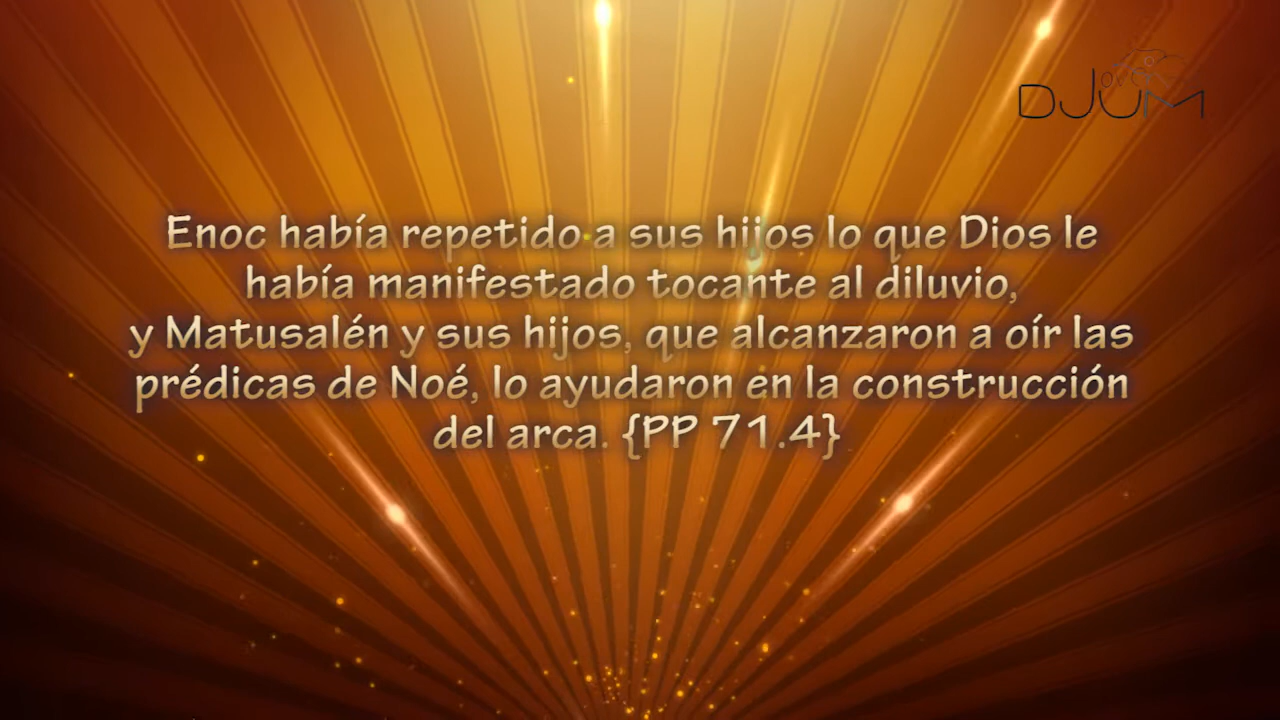 DJUM
Enoc había repetido a sus hijos lo que Dios le
había manifestado tocante al diluvio,
y Matusalén y sus hijos, que alcanzaron a oír las
prédicas de Noé, lo ayudaron en la construcción
del arca. {PP 71.4}